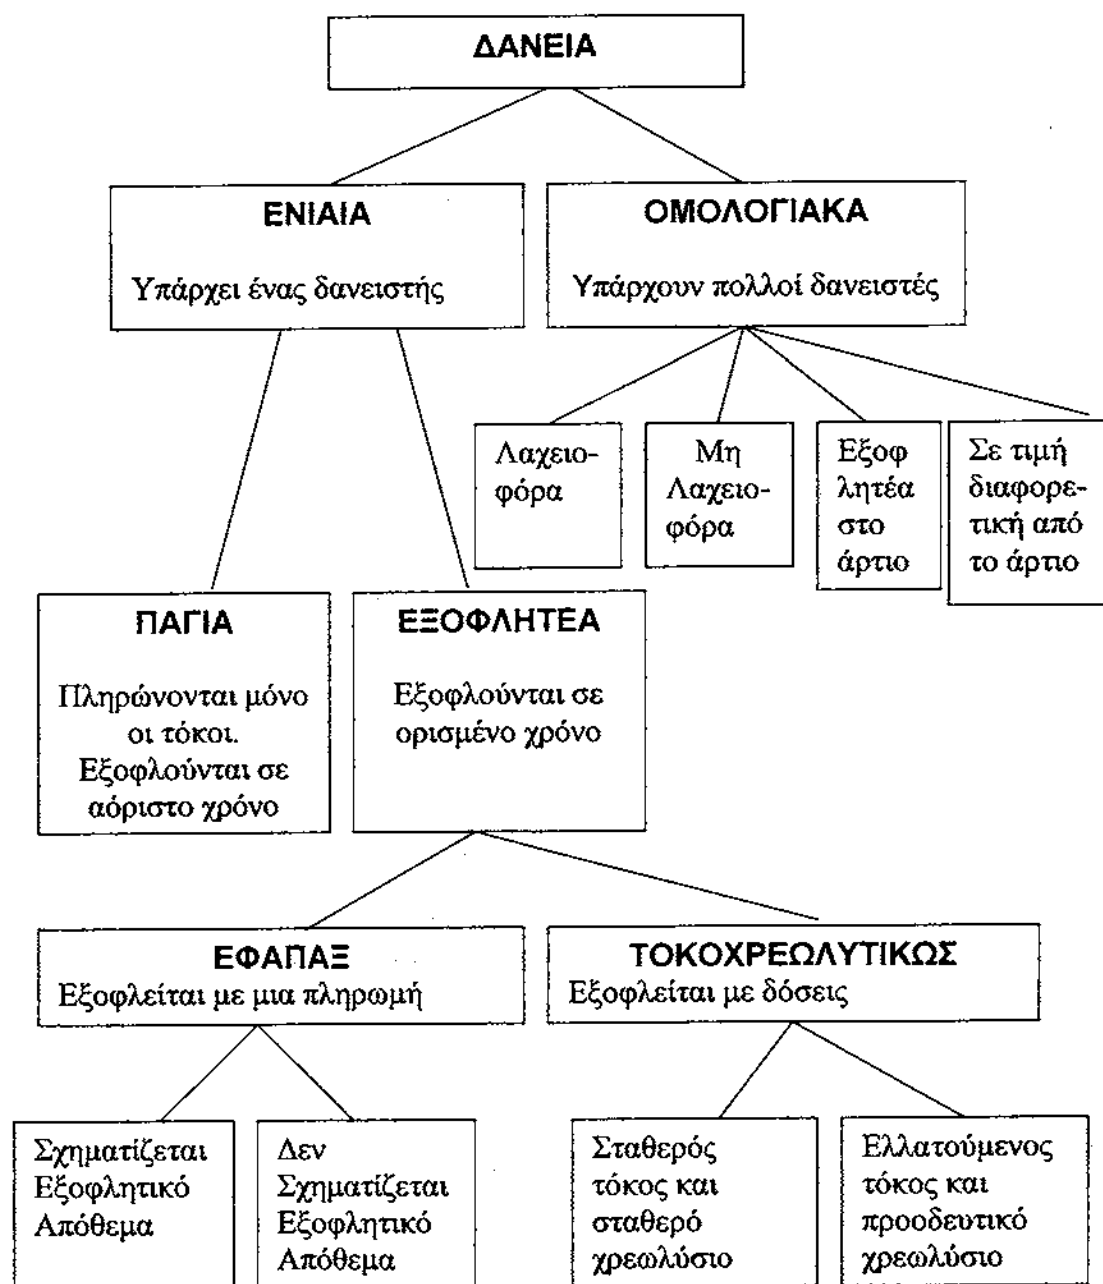 ΔΑΝΕΙΑ
ΕΝΙΑΙΑ
Υπάρχει ένας δανειστής
ΟΜΟΛΟΓΙΑΚΑ
Υπάρχουν πολλοί δανειστές
Λαχειο-
φόρα
Μη
Λαχειο-
φόρα
Εξοφ
λητέα
στο
άρτιο
Σε τιμή
διαφορε-
τική από
το άρτιο
ΠΑΓΙΑ
Πληρώνονται μόνο
οι τόκοι.
Εξοφλούνται σε
αόριστο χρόνο
ΕΞΟΦΛΗΤΕΑ
Εξοφλούνται σε
ορισμένο χρόνο
ΕΦΑΠΑΞ
Εξοφλείται με μια πληρωμή
ΤΟΚΟΧΡΕΩΛΥΤΙΚΩΣ
Εξοφλείται με δόσεις
Σχηματίζεται
Εξοφλητικό
Απόθεμα
Δεν
Σχηματίζεται
Εξοφλητικό
Απόθεμα
Σταθερός
τόκος και
σταθερό
χρεωλύσιο
Ελλατούμενος
τόκος και
προοδευτικό
χρεωλύσιο